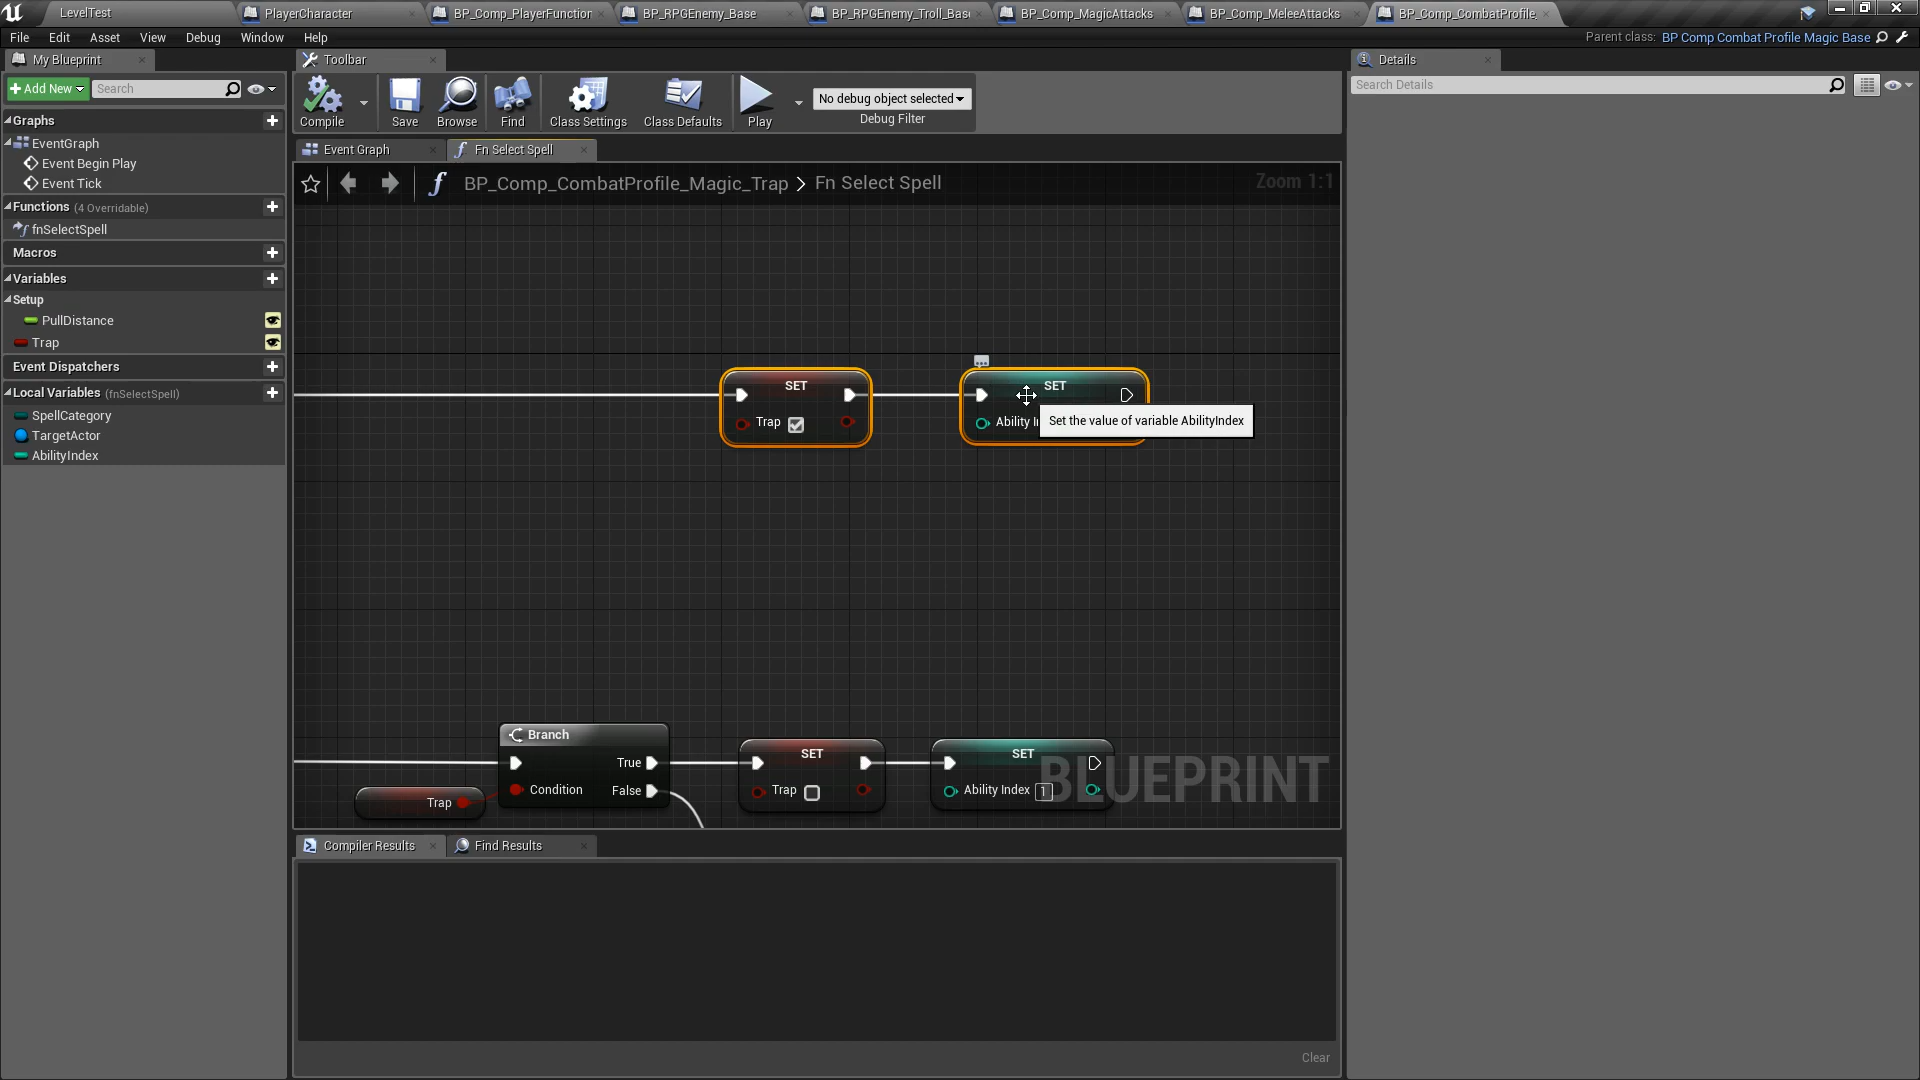 LevelTest
PlayerCharacter
BP_Comp_PlayerFunction
BP_RPGEnemy_Base
BP_RPGEnemy_Troll_Base
BP_Comp_MagicAttacks
BP_Comp_MeleeAttacks
BP_Comp_CombatProfile_
File Edit Asset View Debug Window Help
Parent class: BP Comp Combat Profile Magic Base
My Blueprint
Toolbar
Details
Add New
Search
Compile
Save
Browse
Find
Class Settings
Class Defaults
Play
No debug object selected
Debug Filter
Search Details
Graphs
EventGraph
Event Begin Play
Event Tick
Functions (4 Overridable)
fnSelectSpell
Macros
Variables
Setup
PullDistance
Trap
Event Dispatchers
Local Variables (fnSelectSpell)
SpellCategory
TargetActor
AbilityIndex
Event Graph
Fn Select Spell
BP_Comp_CombatProfile_Magic_Trap > Fn Select Spell
Zoom 1:1
SET
Trap
SET
Ability I
Set the value of variable AbilityIndex
Branch
True
Condition
False
Trap
SET
Trap
SET
Ability Index 1
BLUEPRINT
Compiler Results
Find Results
Clear